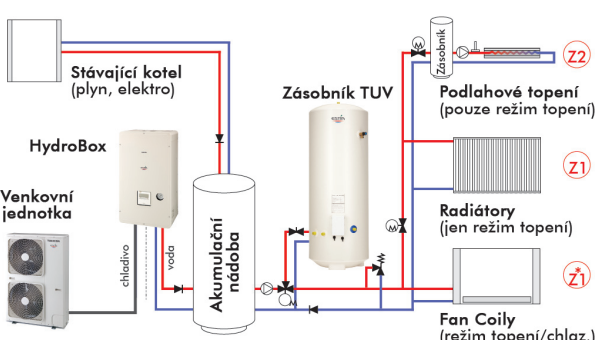 Stávající kotel
(plyn, elektro)
HydroBox
Venkovní
jednotka
chladivo
voda
Akumulační
nádoba
Zásobník TUV
M
M
M
Zásobník
Z2
Podlahové topení
(pouze režim topení)
Z1
Radiátory
(jen režim topení)
Z1*
Fan Coily
(režim topení/chlaz.)